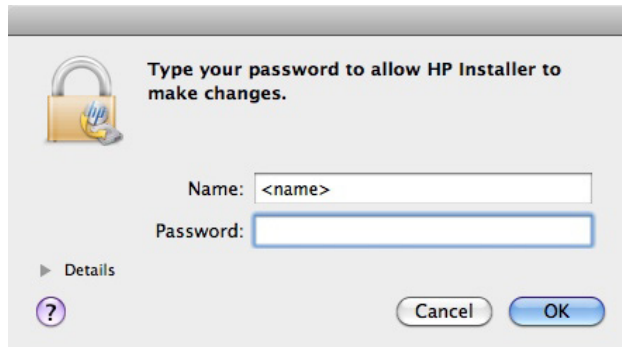 Type your password to allow HP Installer to
make changes.
hp
Name: <name>
Password:
Details
?
Cancel OK